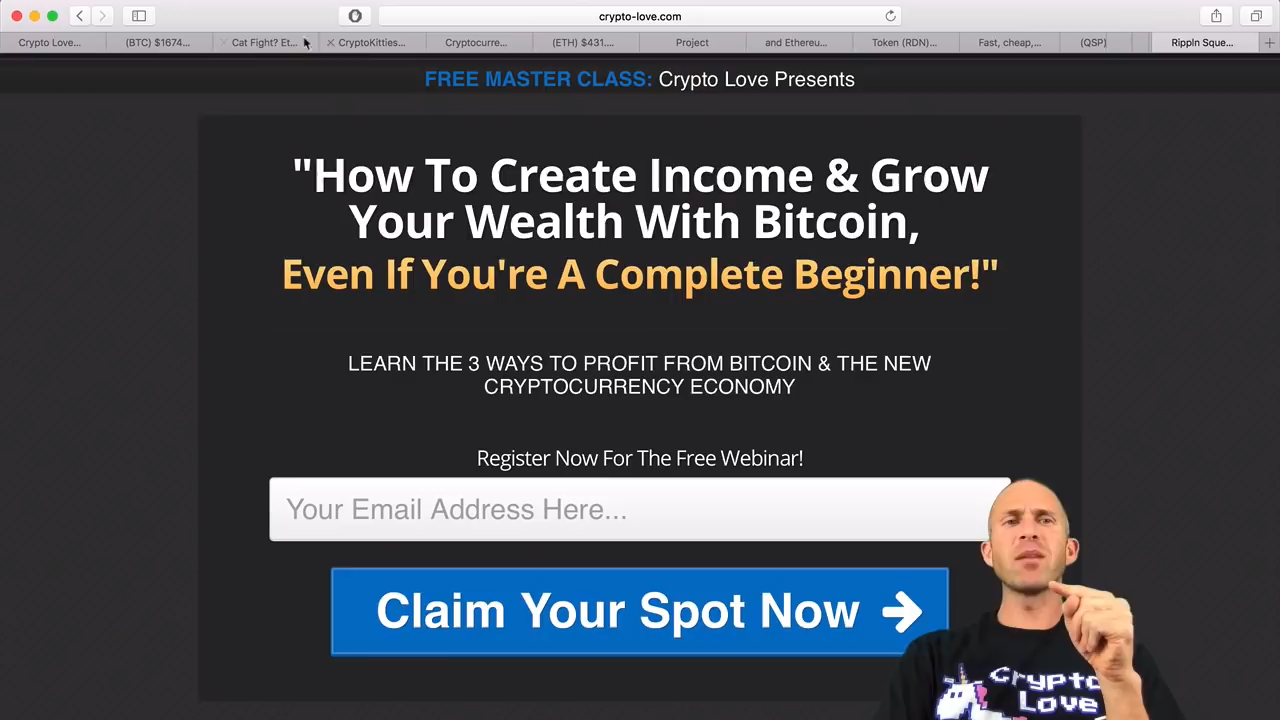 crypto-love.com
Crypto Love...
(BTC) $1674...
Cat Fight? Et...
CryptoKitties...
Cryptocurre...
(ETH) $431....
Project
and Ethereu...
Token (RDN)...
Fast, cheap,...
(QSP)
Rippln Sque...
FREE MASTER CLASS: Crypto Love Presents
"How To Create Income & Grow
Your Wealth With Bitcoin,
Even If You're A Complete Beginner!"
LEARN THE 3 WAYS TO PROFIT FROM BITCOIN & THE NEW
CRYPTOCURRENCY ECONOMY
Register Now For The Free Webinar!
Your Email Address Here...
Claim Your Spot Now
Crypto
Love